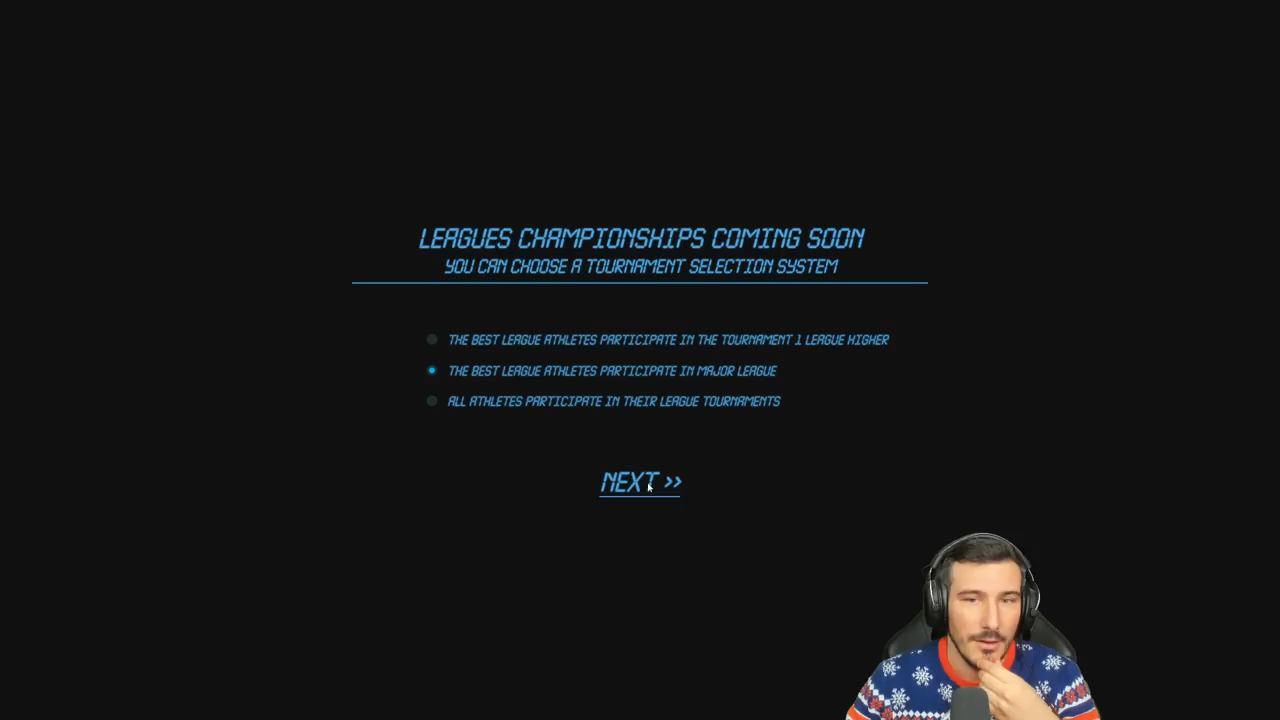 LEAGUES CHAMPIONSHIPS COMING SOON
YOU CAN CHOOSE A TOURNAMENT SELECTION SYSTEM
THE BEST LEAGUE ATHLETES PARTICIPATE IN THE TOURNAMENT 1 LEAGUE HIGHER
THE BEST LEAGUE ATHLETES PARTICIPATE IN MAJOR LEAGUE
ALL ATHLETES PARTICIPATE IN THEIR LEAGUE TOURNAMENTS
NEXT >>